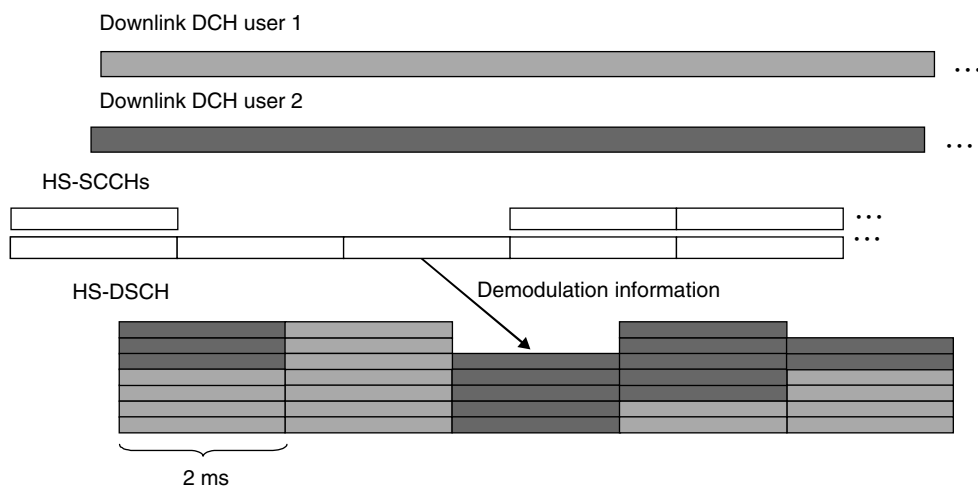 Downlink DCH user 1
...
Downlink DCH user 2
...
HS-SCCHs
...
...
HS-DSCH
Demodulation information
2 ms